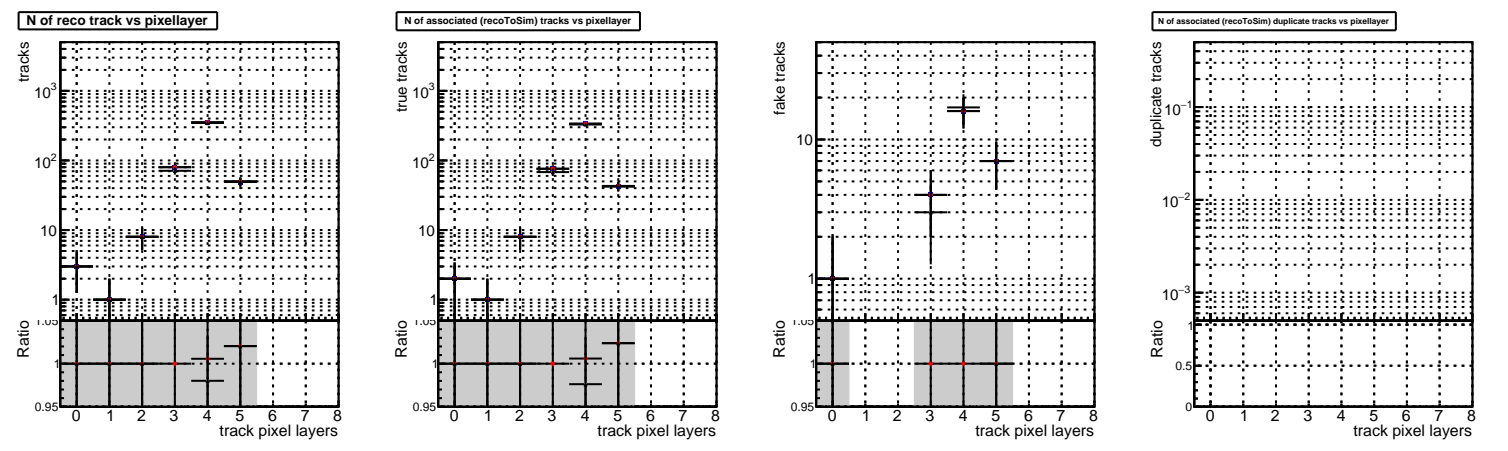 N of reco track vs pixellayer
tracks
10³
10²
10
1
Ratio
1.05
1
0.95
0 1 2 3 4 5 6 7 8
track pixel layers
N of associated (recoToSim) tracks vs pixellayer
true tracks
10³
10²
10
1
Ratio
1.05
1
0.95
0 1 2 3 4 5 6 7 8
track pixel layers
fake tracks
10
1
Ratio
1.05
1
0.95
0 1 2 3 4 5 6 7 8
track pixel layers
N of associated (recoToSim) duplicate tracks vs pixellayer
duplicate tracks
10⁻¹
10⁻²
10⁻³
Ratio
1
0.5
0
0 1 2 3 4 5 6 7 8
track pixel layers